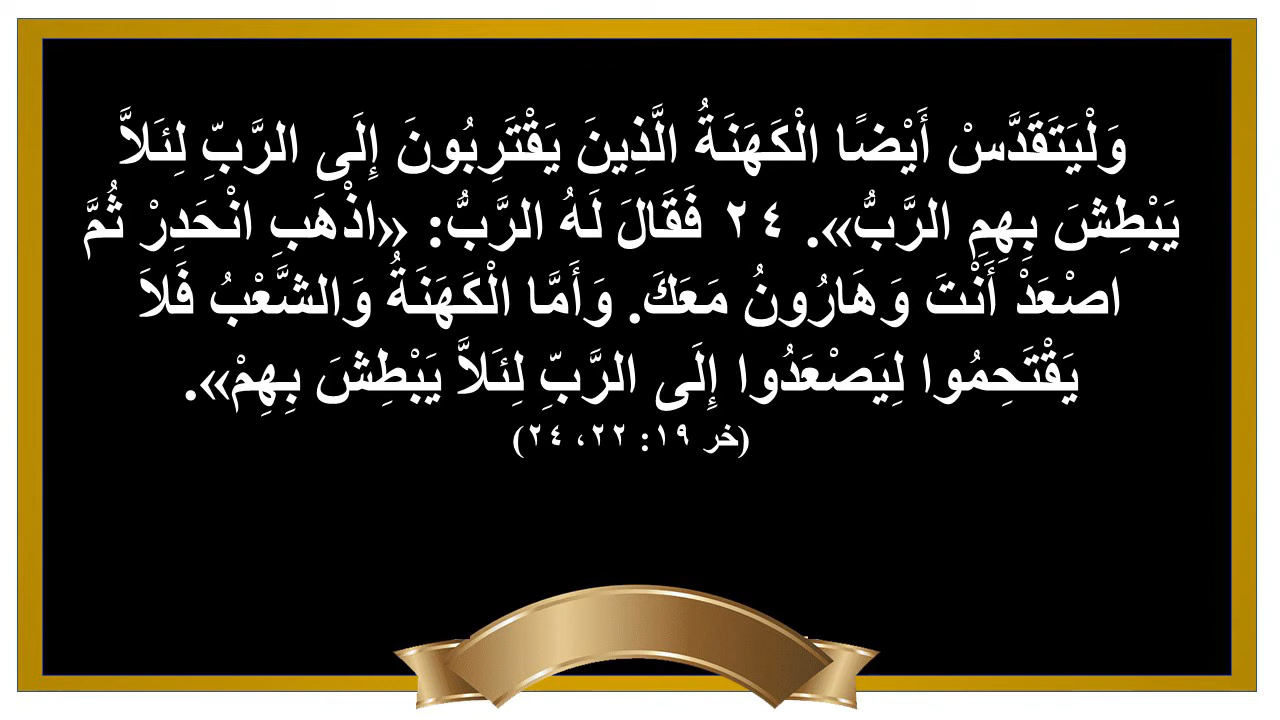 وَلْيَتَقَدَّسْ أَيْضًا الْكَهَنَةُ الَّذِينَ يَقْتَرِبُونَ إِلَى الرَّبِّ لِئَلاَّ
يَبْطِشَ بِهِمِ الرَّبُّ». ٢٤ فَقَالَ لَهُ الرَّبُّ: «اذْهَبِ انْحَدِرْ ثُمَّ
اصْعَدْ أَنْتَ وَهَارُونُ مَعَكَ. وَأَمَّا الْكَهَنَةُ وَالشَّعْبُ فَلاَ
يَقْتَحِمُوا لِيَصْعَدُوا إِلَى الرَّبِّ لِئَلاَّ يَبْطِشَ بِهِمْ».
(خر ١٩: ٢٢، ٢٤)